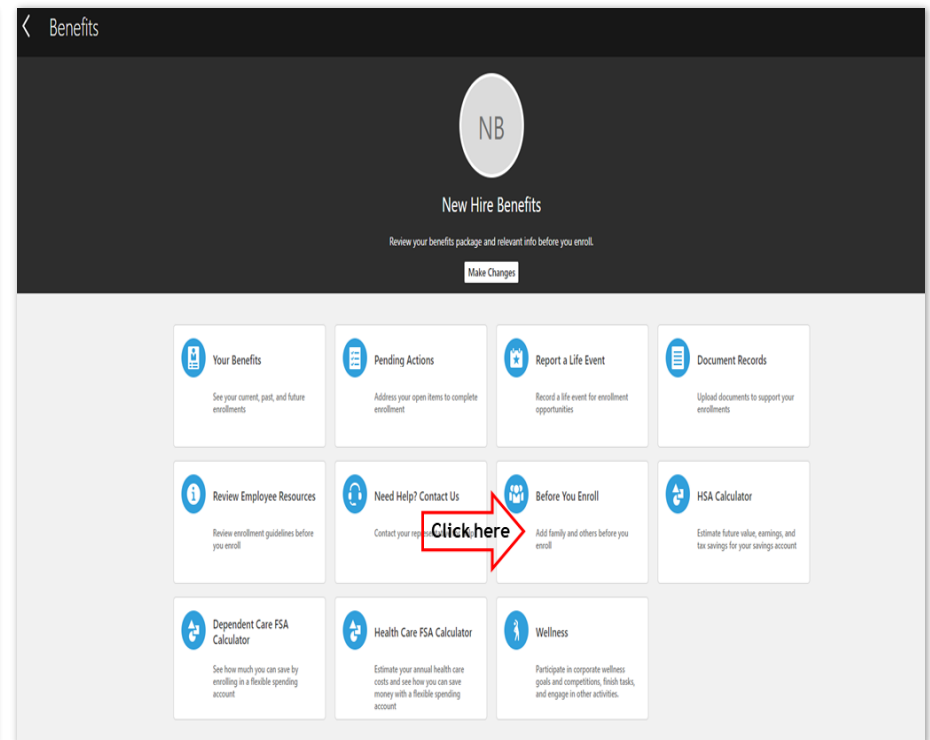 Benefits
NB
New Hire Benefits
Review your benefits package and relevant info before you enroll.
Make Changes
Your Benefits
See your current, past, and future
enrollments
Pending Actions
Address your open items to complete
enrollment
Report a Life Event
Record a life event for enrollment
opportunities
Document Records
Upload documents to support your
enrollments
Review Employee Resources
Review enrollment guidelines before
you enroll
Need Help? Contact Us
Contact your
Click here
Before You Enroll
Add family and others before you
enroll
HSA Calculator
Estimate future value, earnings, and
tax savings for your savings account
Dependent Care FSA
Calculator
See how much you can save by
enrolling in a flexible spending
account
Health Care FSA Calculator
Estimate your annual health care
costs and see how you can save
money with a flexible spending
account
Wellness
Participate in corporate wellness
goals and competitions, finish tasks,
and engage in other activities.